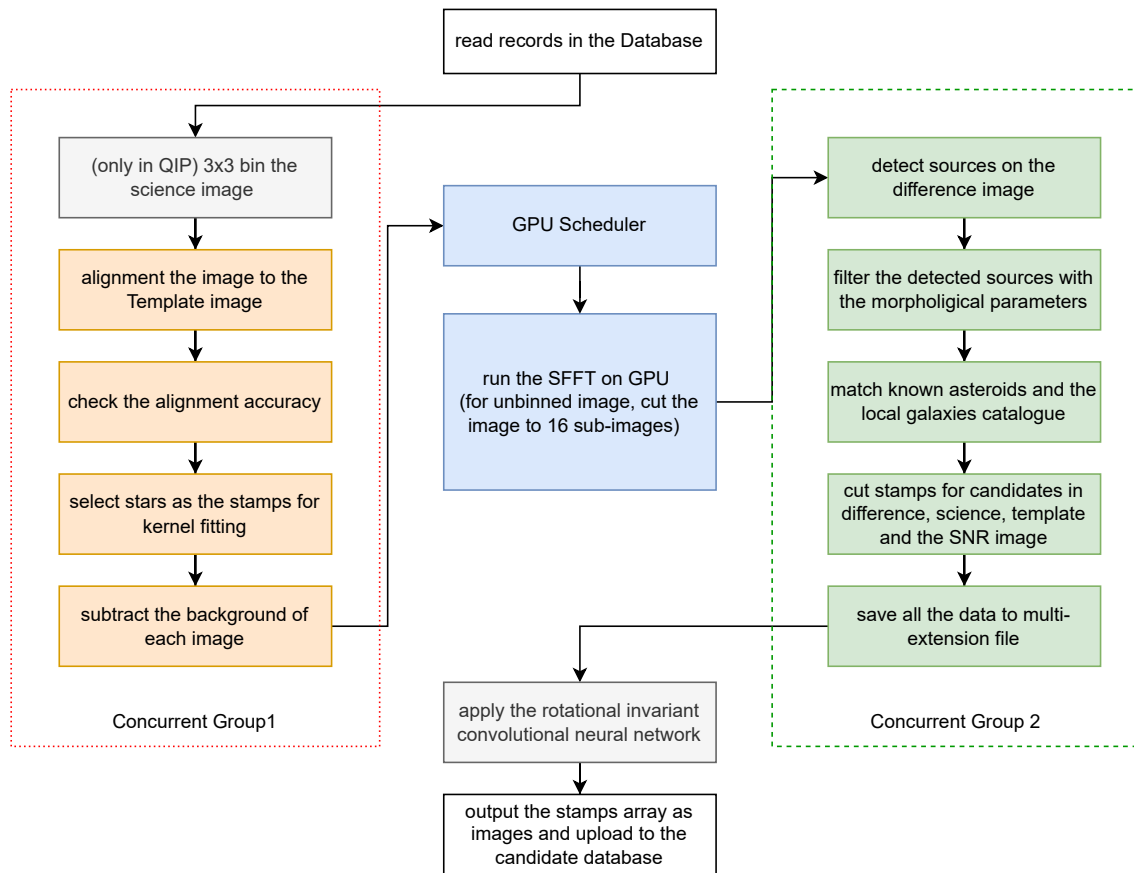 read records in the Database
(only in QIP) 3x3 bin the
science image
alignment the image to the
Template image
check the alignment accuracy
select stars as the stamps for
kernel fitting
subtract the background of
each image
Concurrent Group1
GPU Scheduler
run the SFFT on GPU
(for unbinned image, cut the
image to 16 sub-images)
detect sources on the
difference image
filter the detected sources with
the morpholigical parameters
match known asteroids and the
local galaxies catalogue
cut stamps for candidates in
difference, science, template
and the SNR image
save all the data to multi-
extension file
Concurrent Group 2
apply the rotational invariant
convolutional neural network
output the stamps array as
images and upload to the
candidate database